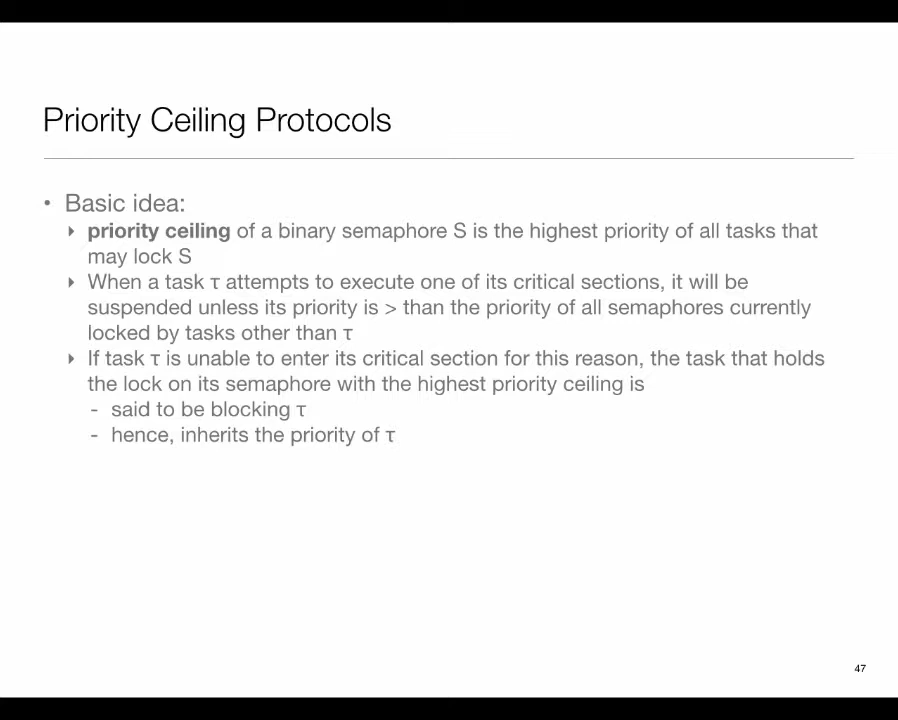 Priority Ceiling Protocols
• Basic idea:
‣ priority ceiling of a binary semaphore S is the highest priority of all tasks that
may lock S
‣ When a task τ attempts to execute one of its critical sections, it will be
suspended unless its priority is > than the priority of all semaphores currently
locked by tasks other than τ
‣ If task τ is unable to enter its critical section for this reason, the task that holds
the lock on its semaphore with the highest priority ceiling is
- said to be blocking τ
- hence, inherits the priority of τ
47